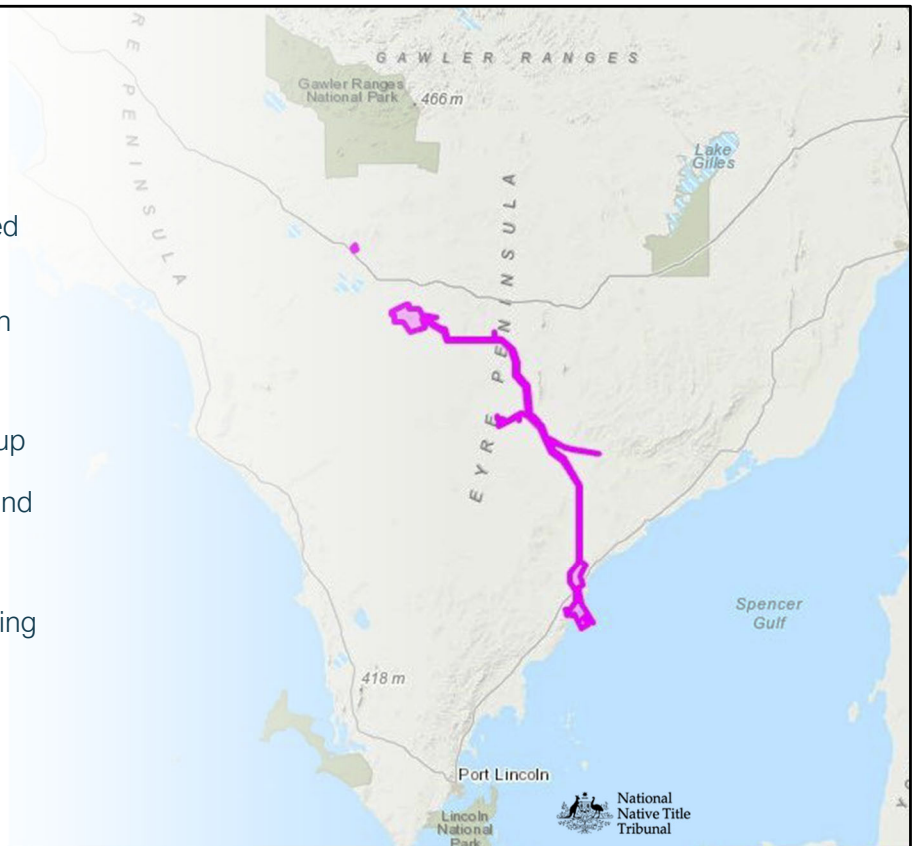 GAWLER RANGES
Gawler Ranges
National Park
466 m
Lake
Gilles
PENINSULA
EYRE PENINSULA
Spencer
Gulf
418 m
Port Lincoln
Lincoln
National
Park
National
Native Title
Tribunal
up